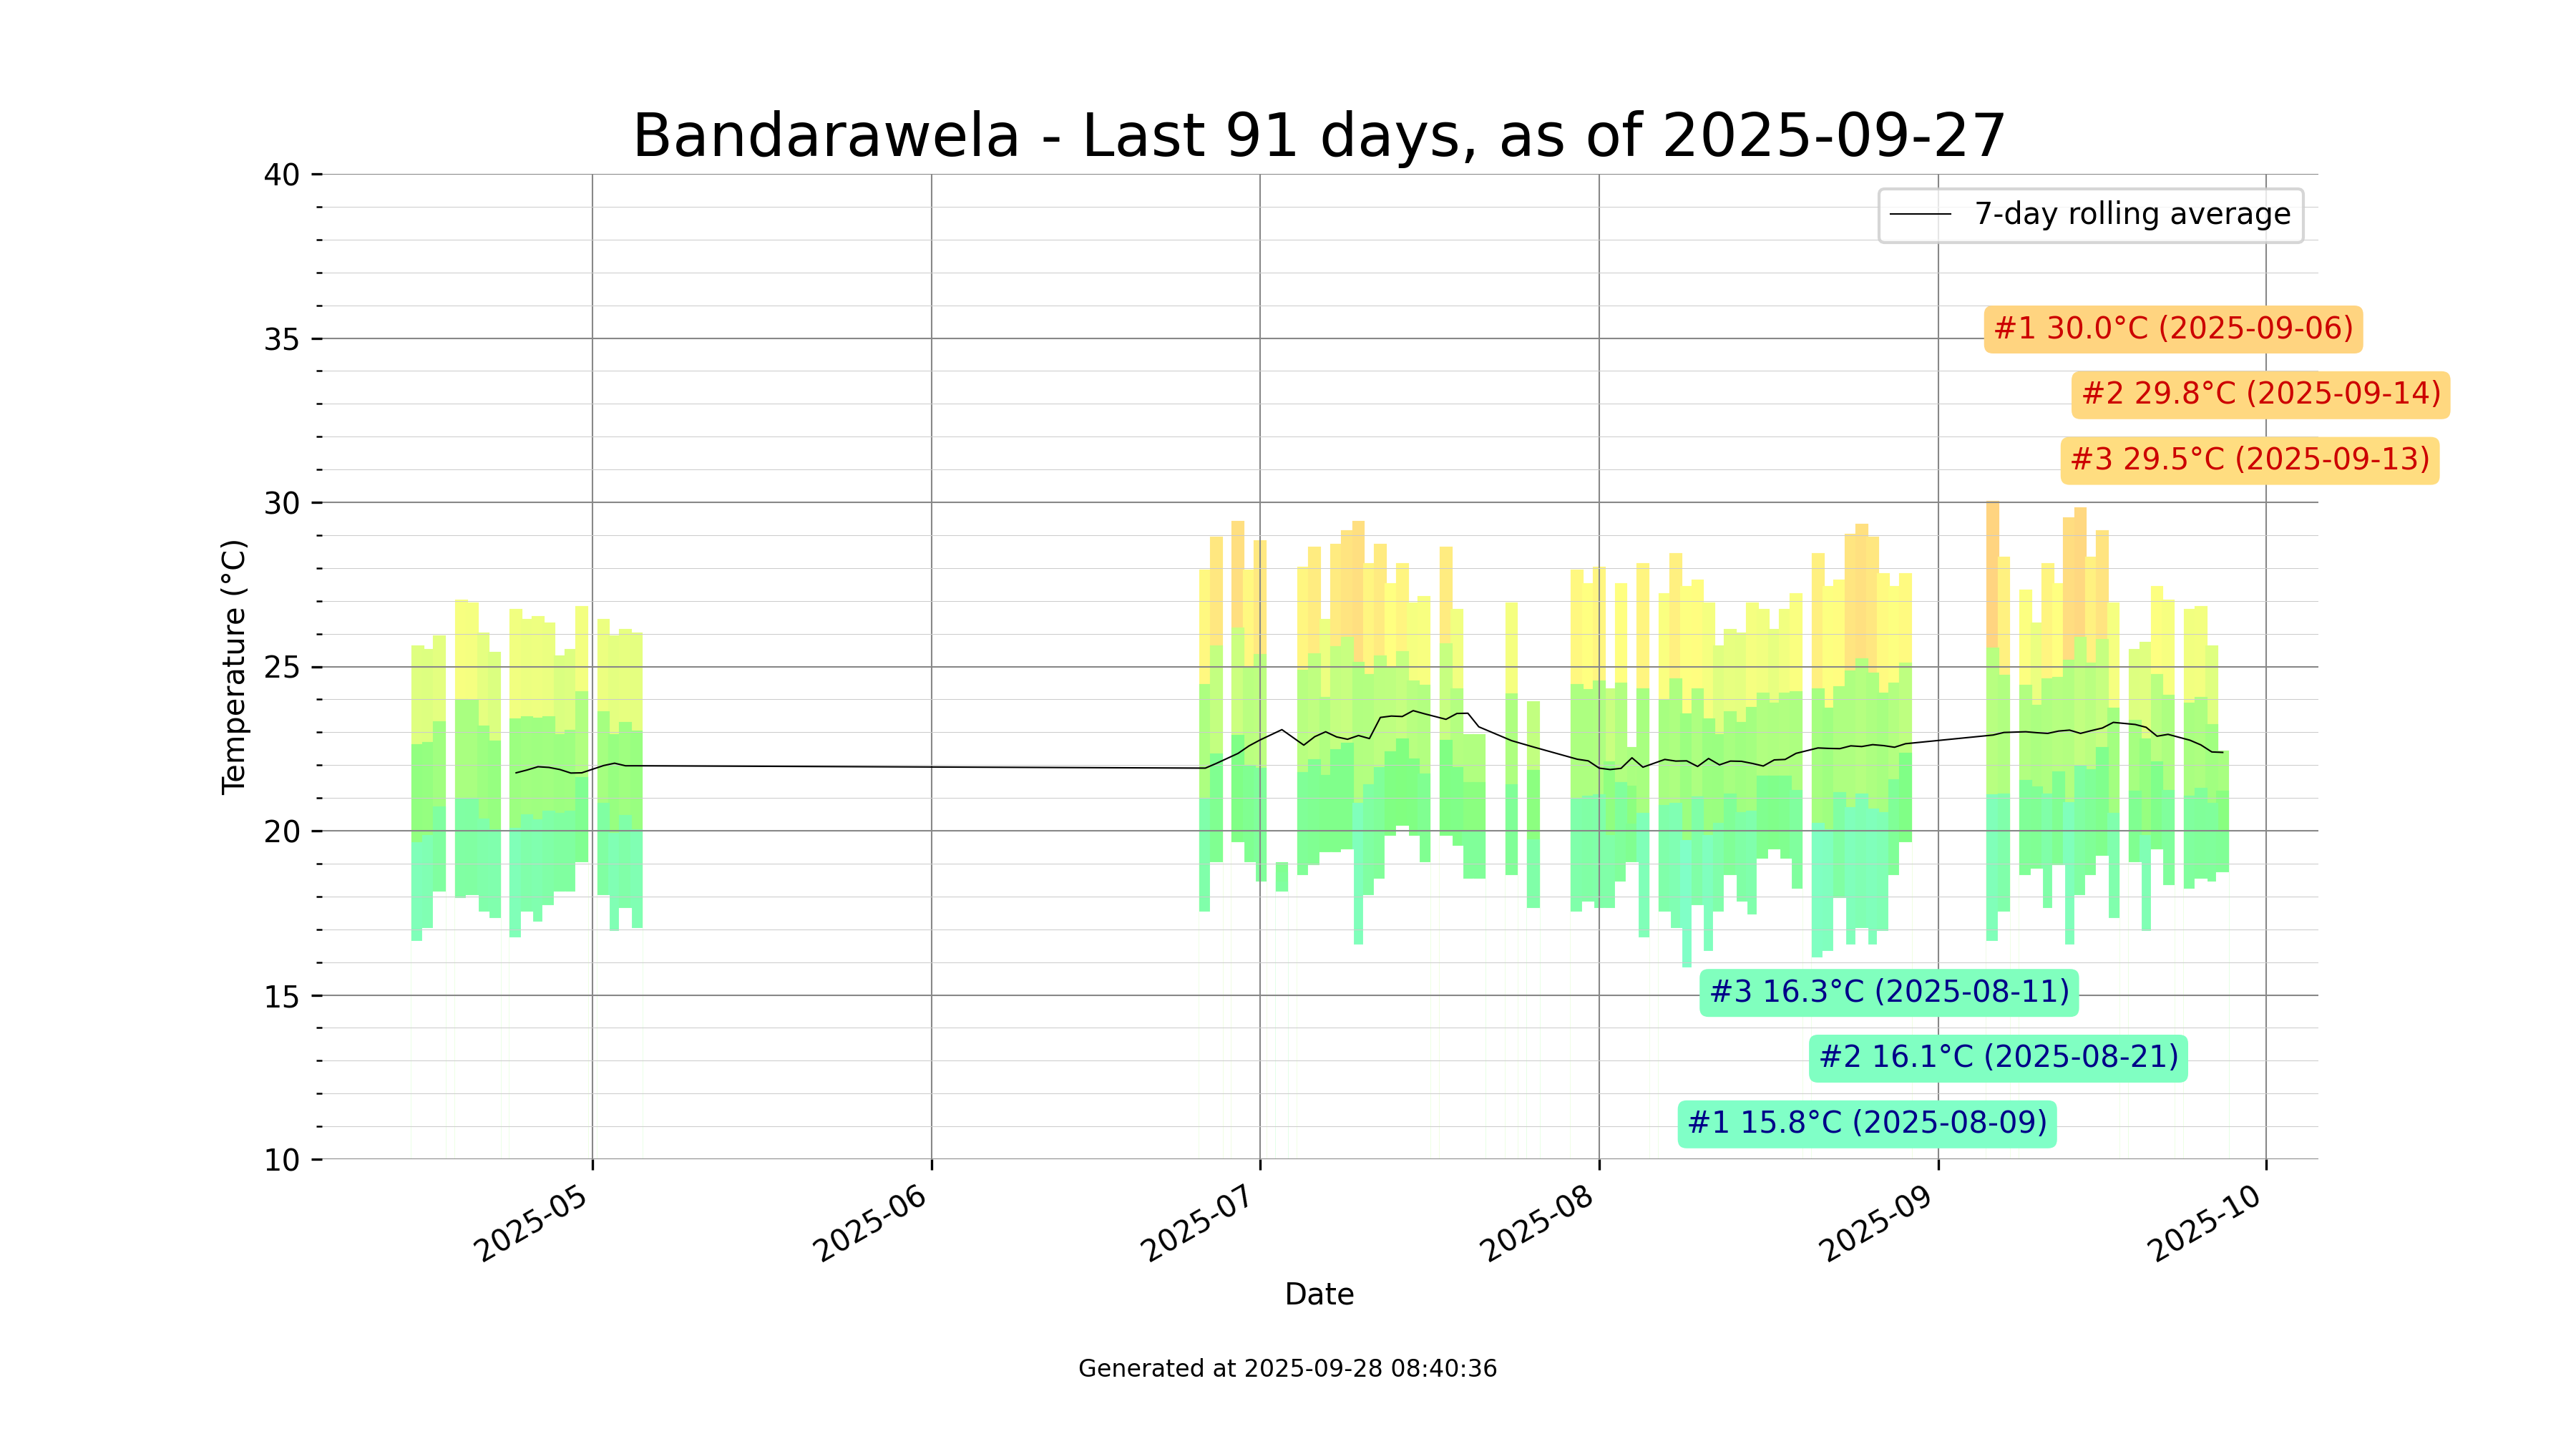 Bandarawela - Last 91 days, as of 2025-09-27
40
35
30
25
20
15
10
Temperature (°C)
7-day rolling average
#1 30.0°C (2025-09-06)
#2 29.8°C (2025-09-14)
#3 29.5°C (2025-09-13)
#3 16.3°C (2025-08-11)
#2 16.1°C (2025-08-21)
#1 15.8°C (2025-08-09)
2025-05
2025-06
2025-07
2025-08
2025-09
2025-10
Date
Generated at 2025-09-28 08:40:36